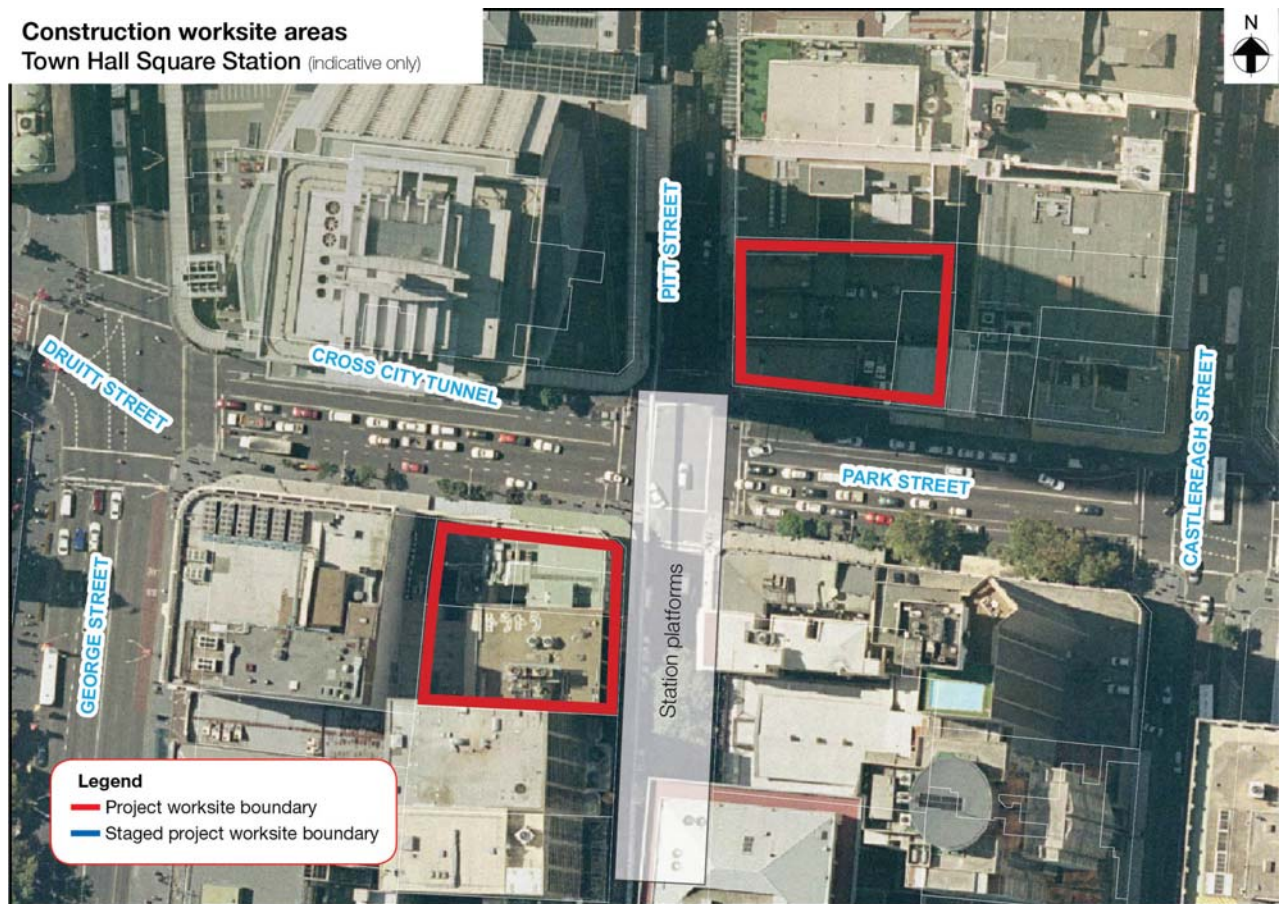 Construction worksite areas
Town Hall Square Station (indicative only)
N
PITT STREET
DRUITT STREET
CROSS CITY TUNNEL
CASTLEREAGH STREET
PARK STREET
GEORGE STREET
Station platforms
Legend
Project worksite boundary
Staged project worksite boundary